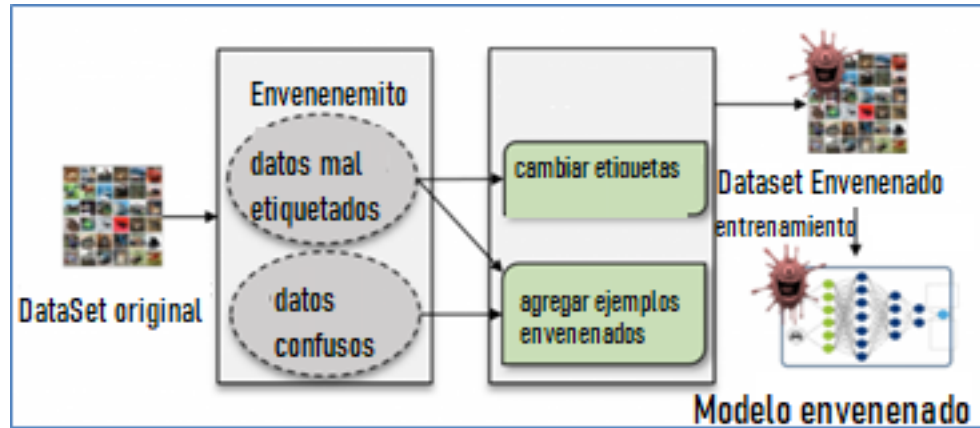 Envenenemito
datos mal
etiquetados
datos
confusos
DataSet original
cambiar etiquetas
agregar ejemplos
envenenados
Dataset Envenenado
entrenamiento
Modelo envenenado